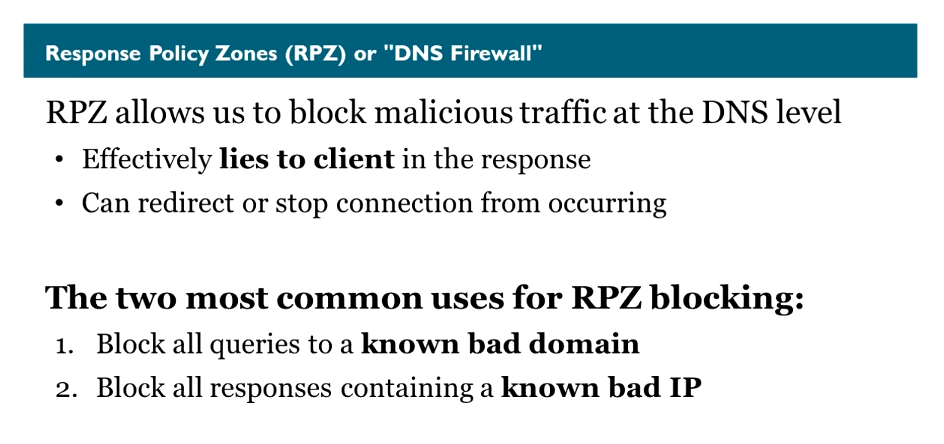 Response Policy Zones (RPZ) or "DNS Firewall"
RPZ allows us to block malicious traffic at the DNS level
• Effectively lies to client in the response
• Can redirect or stop connection from occurring
The two most common uses for RPZ blocking:
1. Block all queries to a known bad domain
2. Block all responses containing a known bad IP